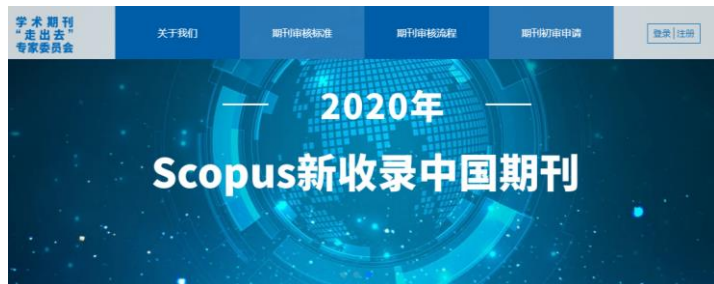 学术期刊
“走出去”
专家委员会
关于我们
期刊审核标准
期刊审核流程
期刊初审申请
登录|注册
2020年
Scopus新收录中国期刊